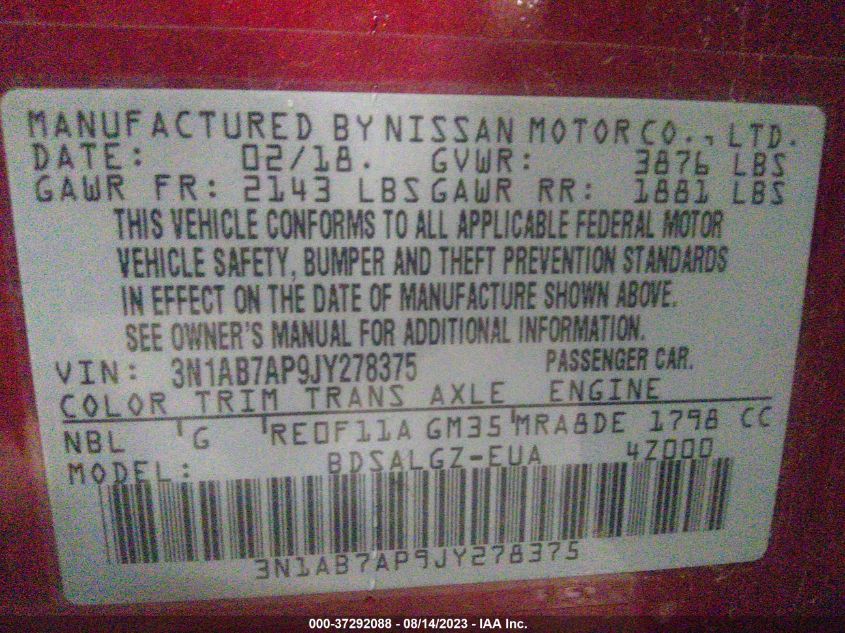 MANUFACTURED BY NISSAN MOTOR CO., LTD.
DATE: 02/18. GVWR: 3876 LBS
GAWR FR: 2143 LBS GAWR RR: 1881 LBS
THIS VEHICLE CONFORMS TO ALL APPLICABLE FEDERAL MOTOR
VEHICLE SAFETY, BUMPER AND THEFT PREVENTION STANDARDS
IN EFFECT ON THE DATE OF MANUFACTURE SHOWN ABOVE.
SEE OWNER'S MANUAL FOR ADDITIONAL INFORMATION.
VIN: 3N1AB7AP9JY278375 PASSENGER CAR.
COLOR TRIM TRANS AXLE ENGINE
NBL G RE0F11A GM35 MRA8DE 1798 CC
MODEL: BDSALGZ-EUA 4Z000
3N1AB7AP9JY278375
000-37292088 - 08/14/2023 - IAA Inc.